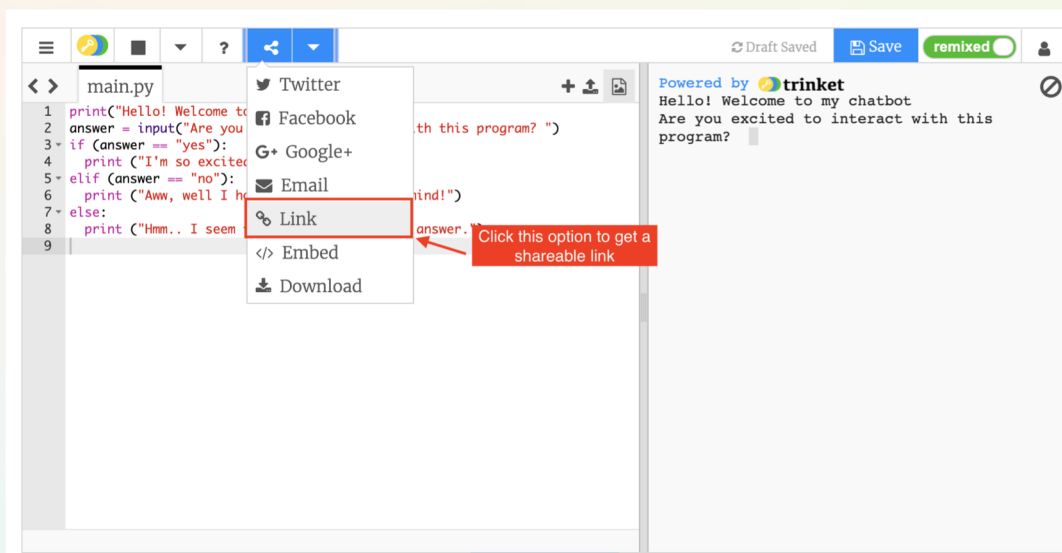 ?
Draft Saved
Save
remixed
main.py
Twitter
Facebook
G+ Google+
Email
Link
</> Embed
Download
1 print("Hello! Welcome to
2 answer = input("Are you ith this program? ")
3 if (answer == "yes"):
4 print ("I'm so excited
5 elif (answer == "no"):
6 print ("Aww, well I ho ind!")
7 else:
8 print ("Hmm.. I seem answer."
9
Click this option to get a
shareable link
Powered by trinket
Hello! Welcome to my chatbot
Are you excited to interact with this
program?